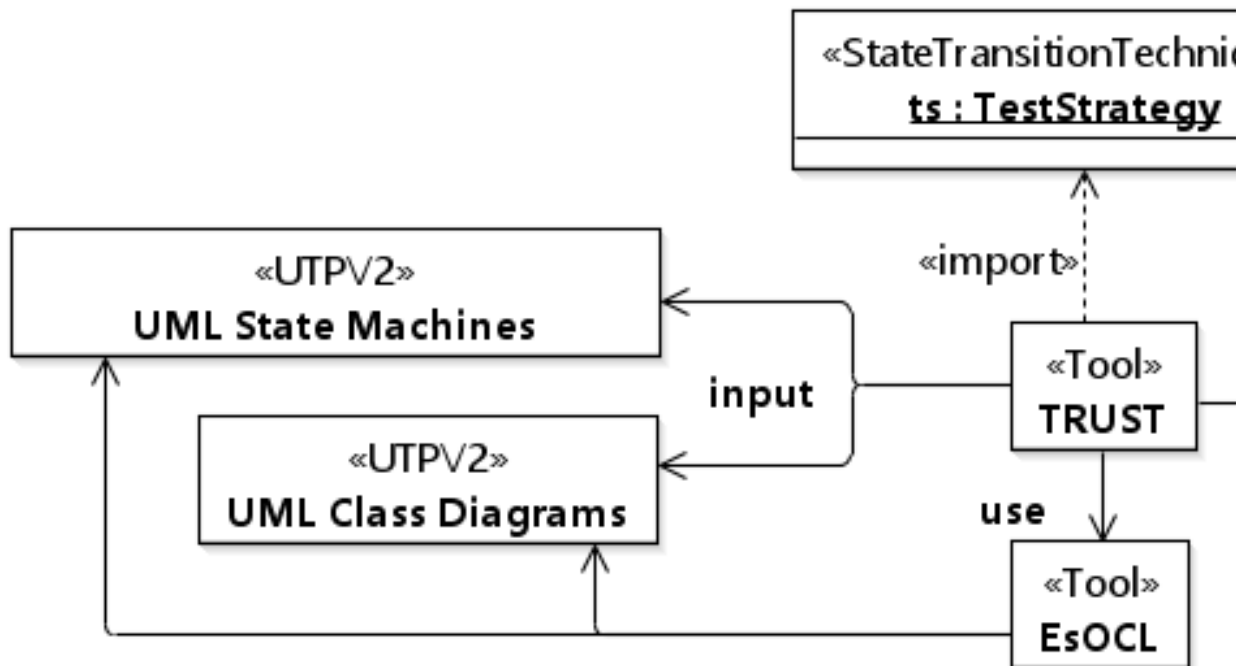 «StateTransitionTechni
ts : TestStrategy
«UTPV2»
UML State Machines
«import»
input
«Tool»
TRUST
«UTPV2»
UML Class Diagrams
use
«Tool»
EsOCL